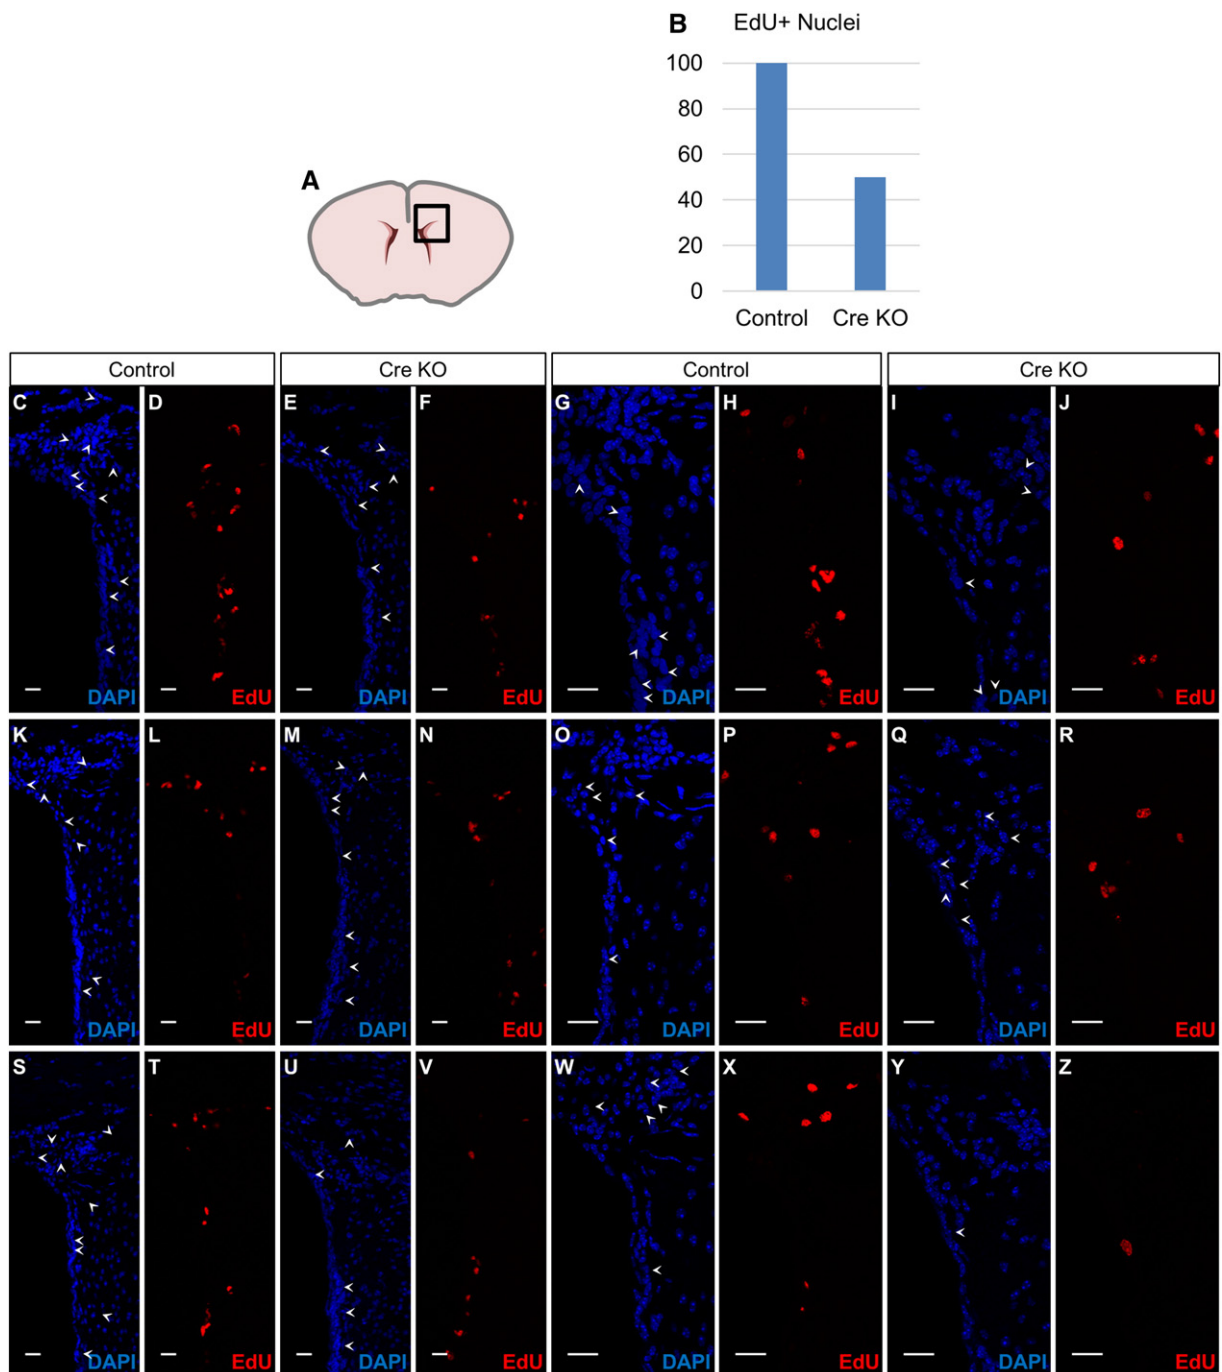 B EdU+ Nuclei
100
80
60
40
20
0
Control Cre KO
A
Control Cre KO Control Cre KO
C D E F G H I J
DAPI EdU DAPI EdU DAPI EdU DAPI EdU
K L M N O P Q R
DAPI EdU DAPI EdU DAPI EdU DAPI EdU
S T U V W X Y Z
DAPI EdU DAPI EdU DAPI EdU DAPI EdU